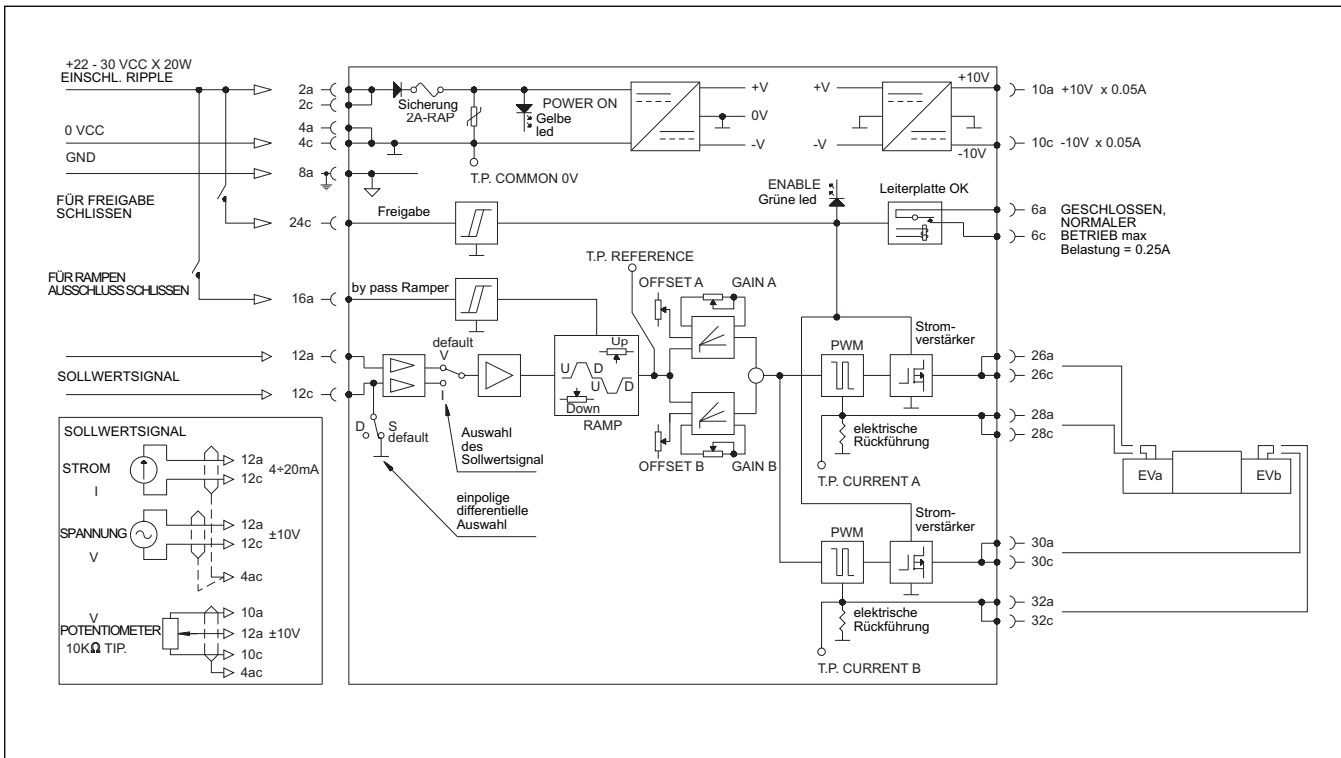 +22 - 30 VCC X 20W
EINSCHL. RIPPLE
0 VCC
GND
FÜR FREIGABE
SCHLISSEN
FÜR RAMPEN
AUSSCHLUSS SCHLISSEN
SOLLWERTSIGNAL
2a
2c
4a
4c
8a
24c
16a
12a
12c
Sicherung
2A-RAP
POWER ON
Gelbe
led
T.P. COMMON 0V
+V
0V
-V
+V
-V
+10V
-10V
10a +10V x 0.05A
10c -10V x 0.05A
ENABLE
Grüne led
Leiterplatte OK
6a GESCHLOSSEN,
NORMALER
6c BETRIEB max
Belastung = 0.25A
Freigabe
by pass Ramper
T.P. REFERENCE
OFFSET A
GAIN A
default
V
I
D
S
default
Auswahl
des
Sollwertsignal
einpolige
differentielle
Auswahl
Up
U
D
U
D
Down
RAMP
OFFSET B
GAIN B
PWM
Strom-
verstärker
elektrische
Rückführung
T.P. CURRENT A
26a
26c
28a
28c
EVa
EVb
PWM
Strom-
verstärker
elektrische
Rückführung
T.P. CURRENT B
30a
30c
32a
32c
SOLLWERTSIGNAL
STROM
I
12a
12c
4÷20mA
SPANNUNG
V
12a
12c
±10V
4ac
V
POTENTIOMETER
10KΩ TIP.
10a
12a ±10V
10c
4ac